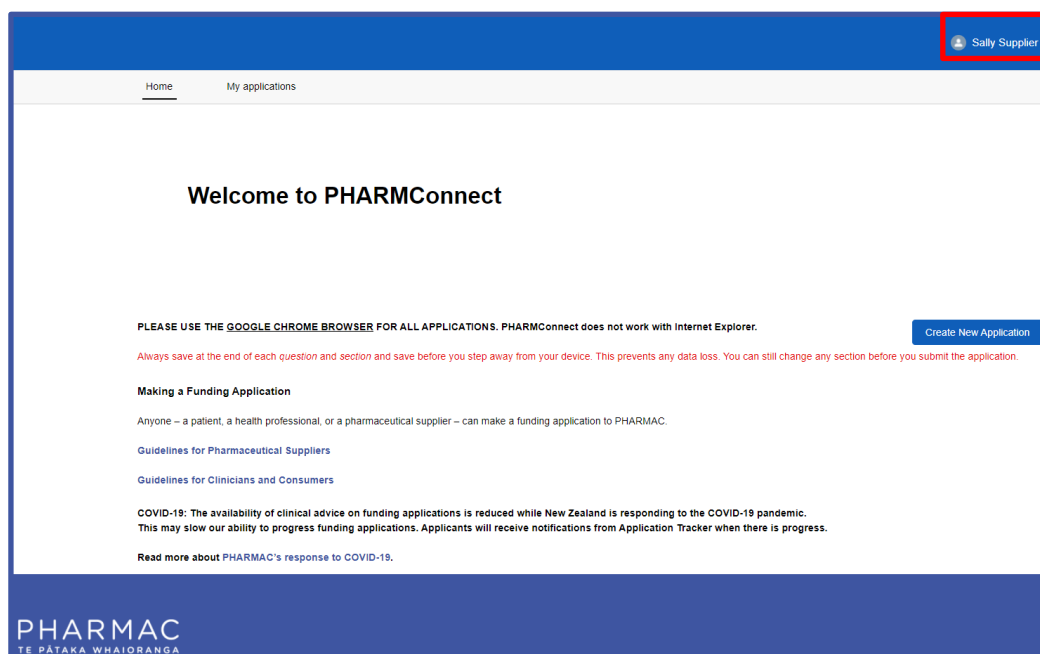 Sally Supplier
Home My applications
Welcome to PHARMConnect
PLEASE USE THE GOOGLE CHROME BROWSER FOR ALL APPLICATIONS. PHARMConnect does not work with Internet Explorer.
Create New Application
Always save at the end of each question and section and save before you step away from your device. This prevents any data loss. You can still change any section before you submit the application.
Making a Funding Application
Anyone – a patient, a health professional, or a pharmaceutical supplier – can make a funding application to PHARMAC.
Guidelines for Pharmaceutical Suppliers
Guidelines for Clinicians and Consumers
COVID-19: The availability of clinical advice on funding applications is reduced while New Zealand is responding to the COVID-19 pandemic.
This may slow our ability to progress funding applications. Applicants will receive notifications from Application Tracker when there is progress.
Read more about PHARMAC's response to COVID-19.
PHARMAC
TE PĀTAKA WHAIORANGA